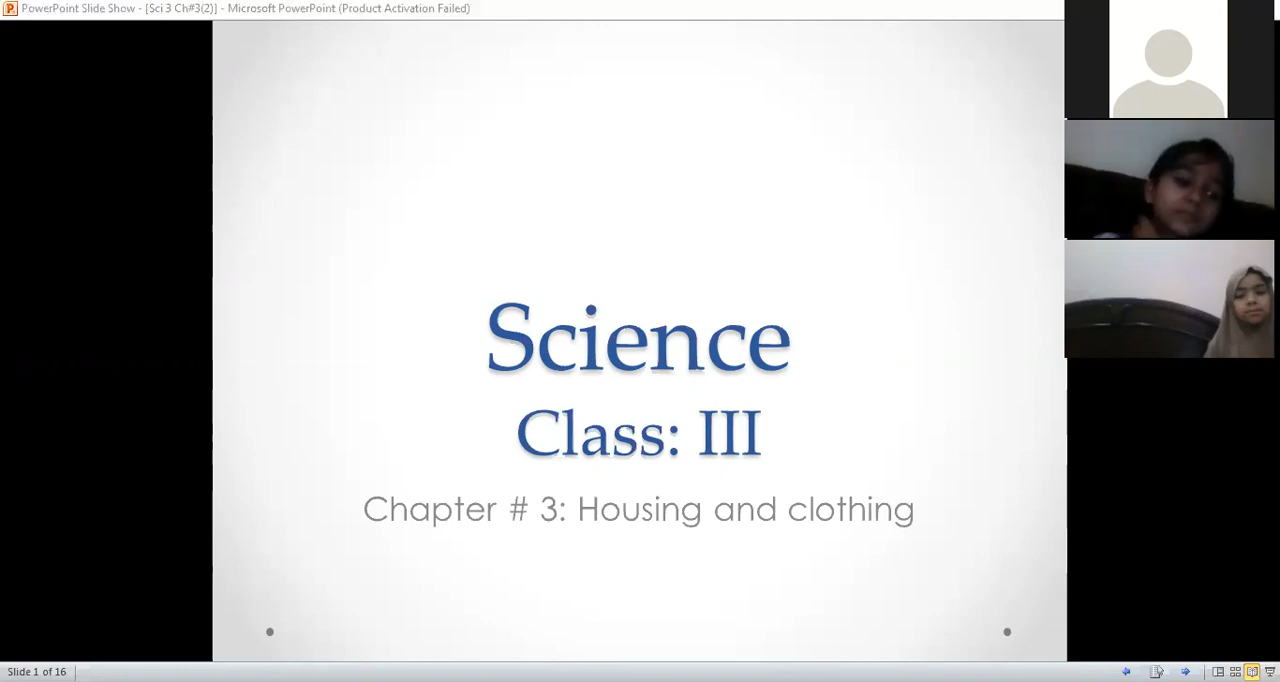 PowerPoint Slide Show - [Sci 3 Ch#3(2)] - Microsoft PowerPoint (Product Activation Failed)
Science
Class: III
Chapter # 3: Housing and clothing
Slide 1 of 16